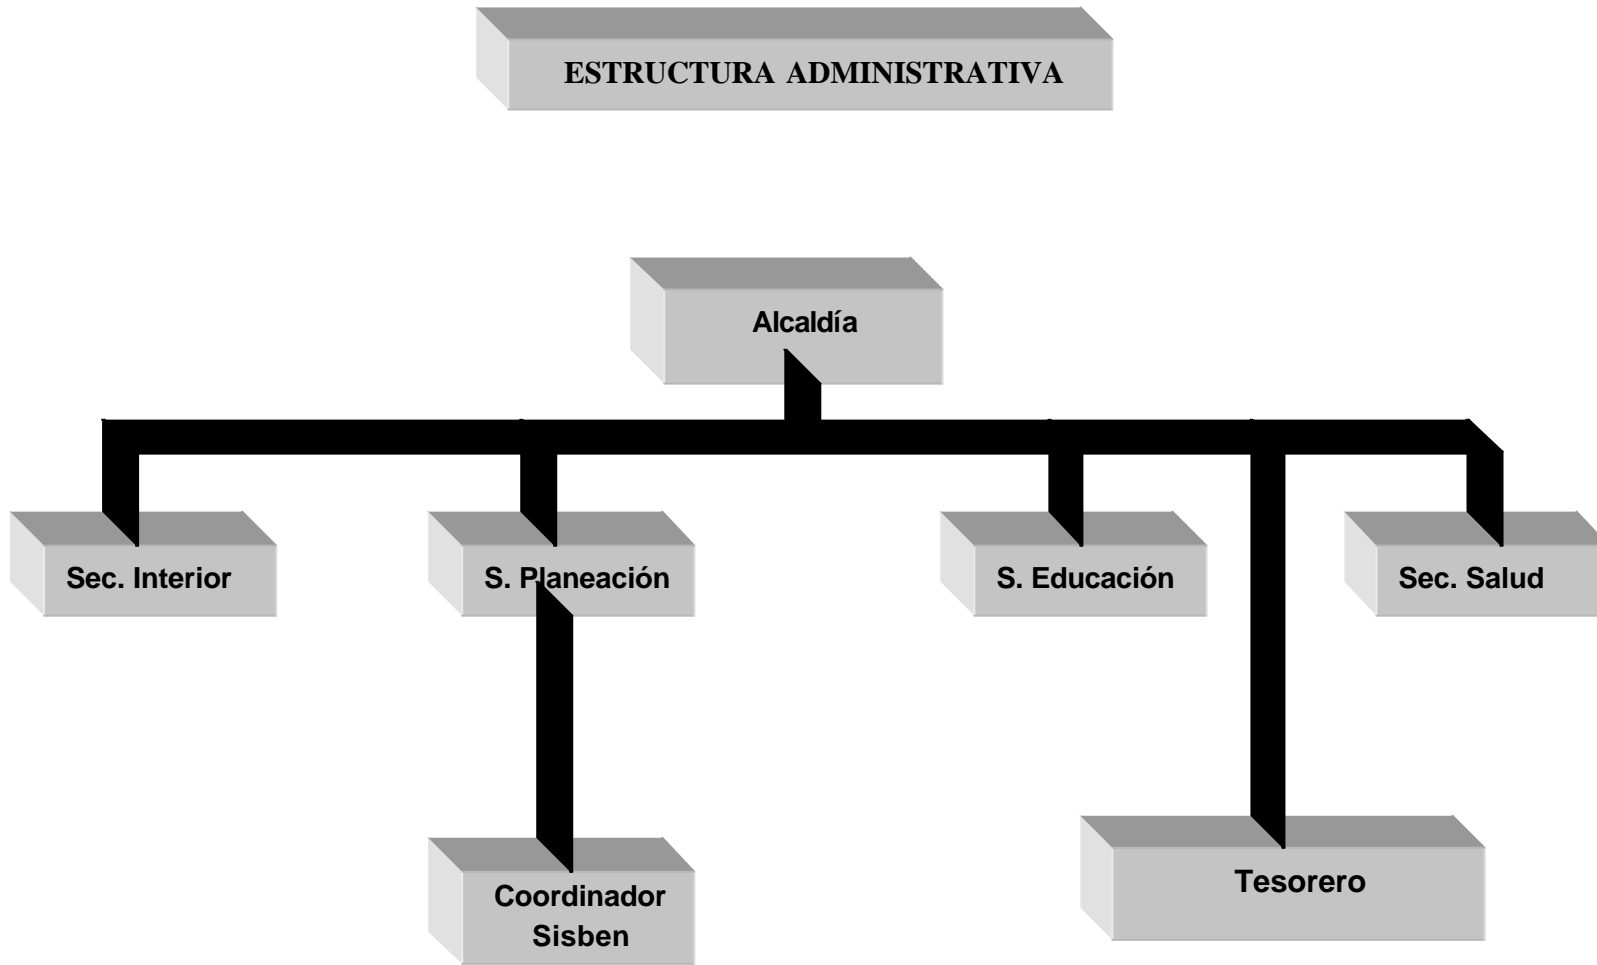 ESTRUCTURA ADMINISTRATIVA
Alcaldía
Sec. Interior
S. Planeación
S. Educación
Sec. Salud
Coordinador
Sisben
Tesorero